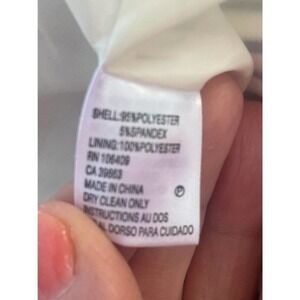 SHELL:95%POLYESTER
5%SPANDEX
LINING:100%POLYESTER
RN 106409
CA 39663
MADE IN CHINA
DRY CLEAN ONLY Ⓟ
INSTRUCTIONS AU DOS
AL DORSO PARA CUIDADO